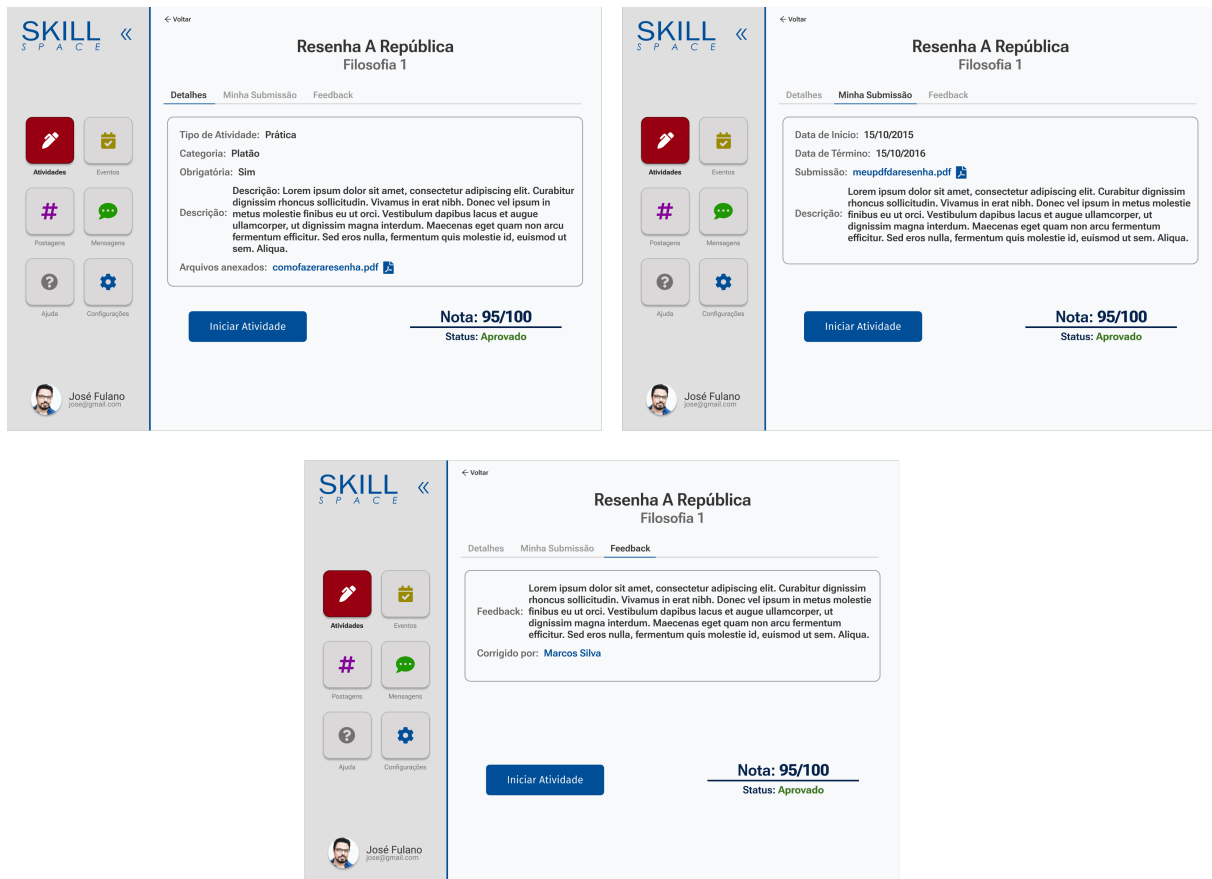 SKILL
SPACE
Atividades
Eventos
Postagens
Mensagens
Ajuda
Configurações
José Fulano
jose@gmail.com
Voltar
Resenha A República
Filosofia 1
Detalhes Minha Submissão Feedback
Tipo de Atividade: Prática
Categoria: Platão
Obrigatória: Sim
Descrição: Descrição: Lorem ipsum dolor sit amet, consectetur adipiscing elit. Curabitur
dignissim rhoncus sollicitudin. Vivamus in erat nibh. Donec vel ipsum in
metus molestie finibus eu ut orci. Vestibulum dapibus lacus et augue
ullamcorper, ut dignissim magna interdum. Maecenas eget quam non arcu
fermentum efficitur. Sed eros nulla, fermentum quis molestie id, euismod ut
sem. Aliqua.
Arquivos anexados: comofazeraresenha.pdf
Iniciar Atividade
Nota: 95/100
Status: Aprovado
SKILL
SPACE
Atividades
Eventos
Postagens
Mensagens
Ajuda
Configurações
José Fulano
jose@gmail.com
Voltar
Resenha A República
Filosofia 1
Detalhes Minha Submissão Feedback
Data de Início: 15/10/2015
Data de Término: 15/10/2016
Submissão: meupdfdaresenha.pdf
Descrição: Lorem ipsum dolor sit amet, consectetur adipiscing elit. Curabitur dignissim
rhoncus sollicitudin. Vivamus in erat nibh. Donec vel ipsum in metus molestie
finibus eu ut orci. Vestibulum dapibus lacus et augue ullamcorper, ut
dignissim magna interdum. Maecenas eget quam non arcu fermentum
efficitur. Sed eros nulla, fermentum quis molestie id, euismod ut sem. Aliqua.
Iniciar Atividade
Nota: 95/100
Status: Aprovado
SKILL
SPACE
Atividades
Eventos
Postagens
Mensagens
Ajuda
Configurações
José Fulano
jose@gmail.com
Voltar
Resenha A República
Filosofia 1
Detalhes Minha Submissão Feedback
Feedback: Lorem ipsum dolor sit amet, consectetur adipiscing elit. Curabitur dignissim
rhoncus sollicitudin. Vivamus in erat nibh. Donec vel ipsum in metus molestie
finibus eu ut orci. Vestibulum dapibus lacus et augue ullamcorper, ut
dignissim magna interdum. Maecenas eget quam non arcu fermentum
efficitur. Sed eros nulla, fermentum quis molestie id, euismod ut sem. Aliqua.
Corrigido por: Marcos Silva
Iniciar Atividade
Nota: 95/100
Status: Aprovado